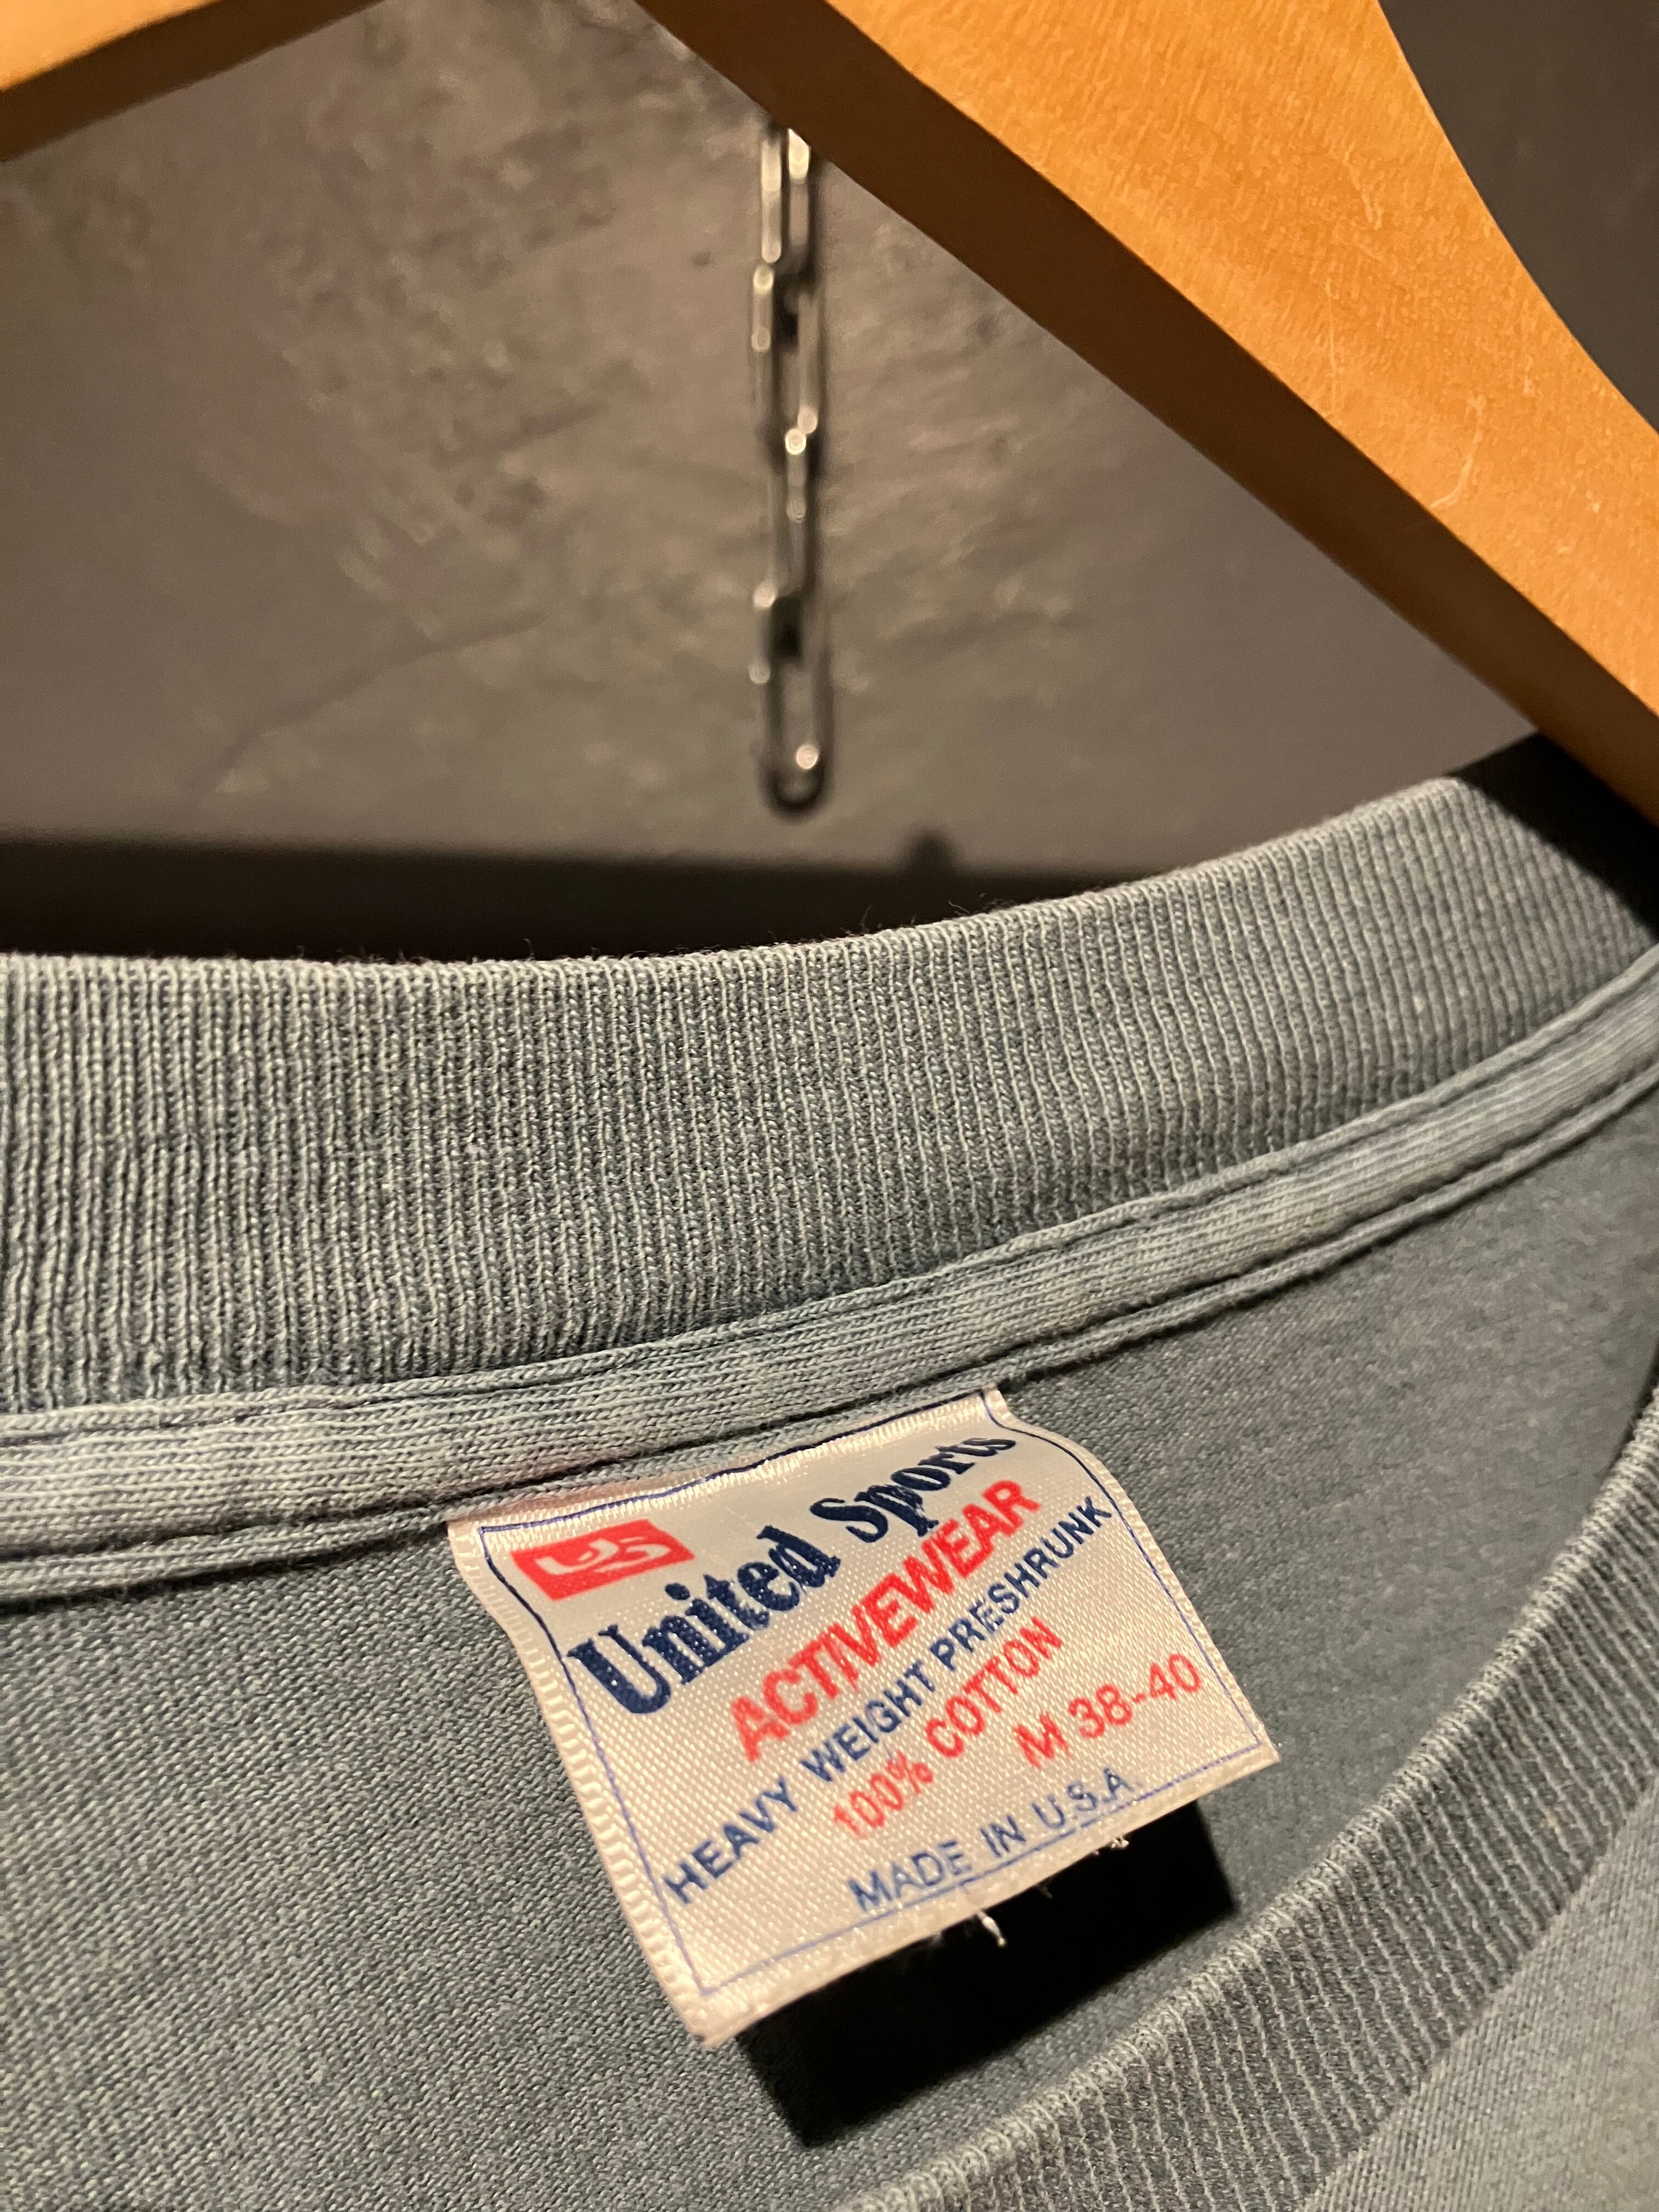 US
United Sports
ACTIVEWEAR
HEAVY WEIGHT PRESHRUNK
100% COTTON
M 38-40
MADE IN U.S.A.